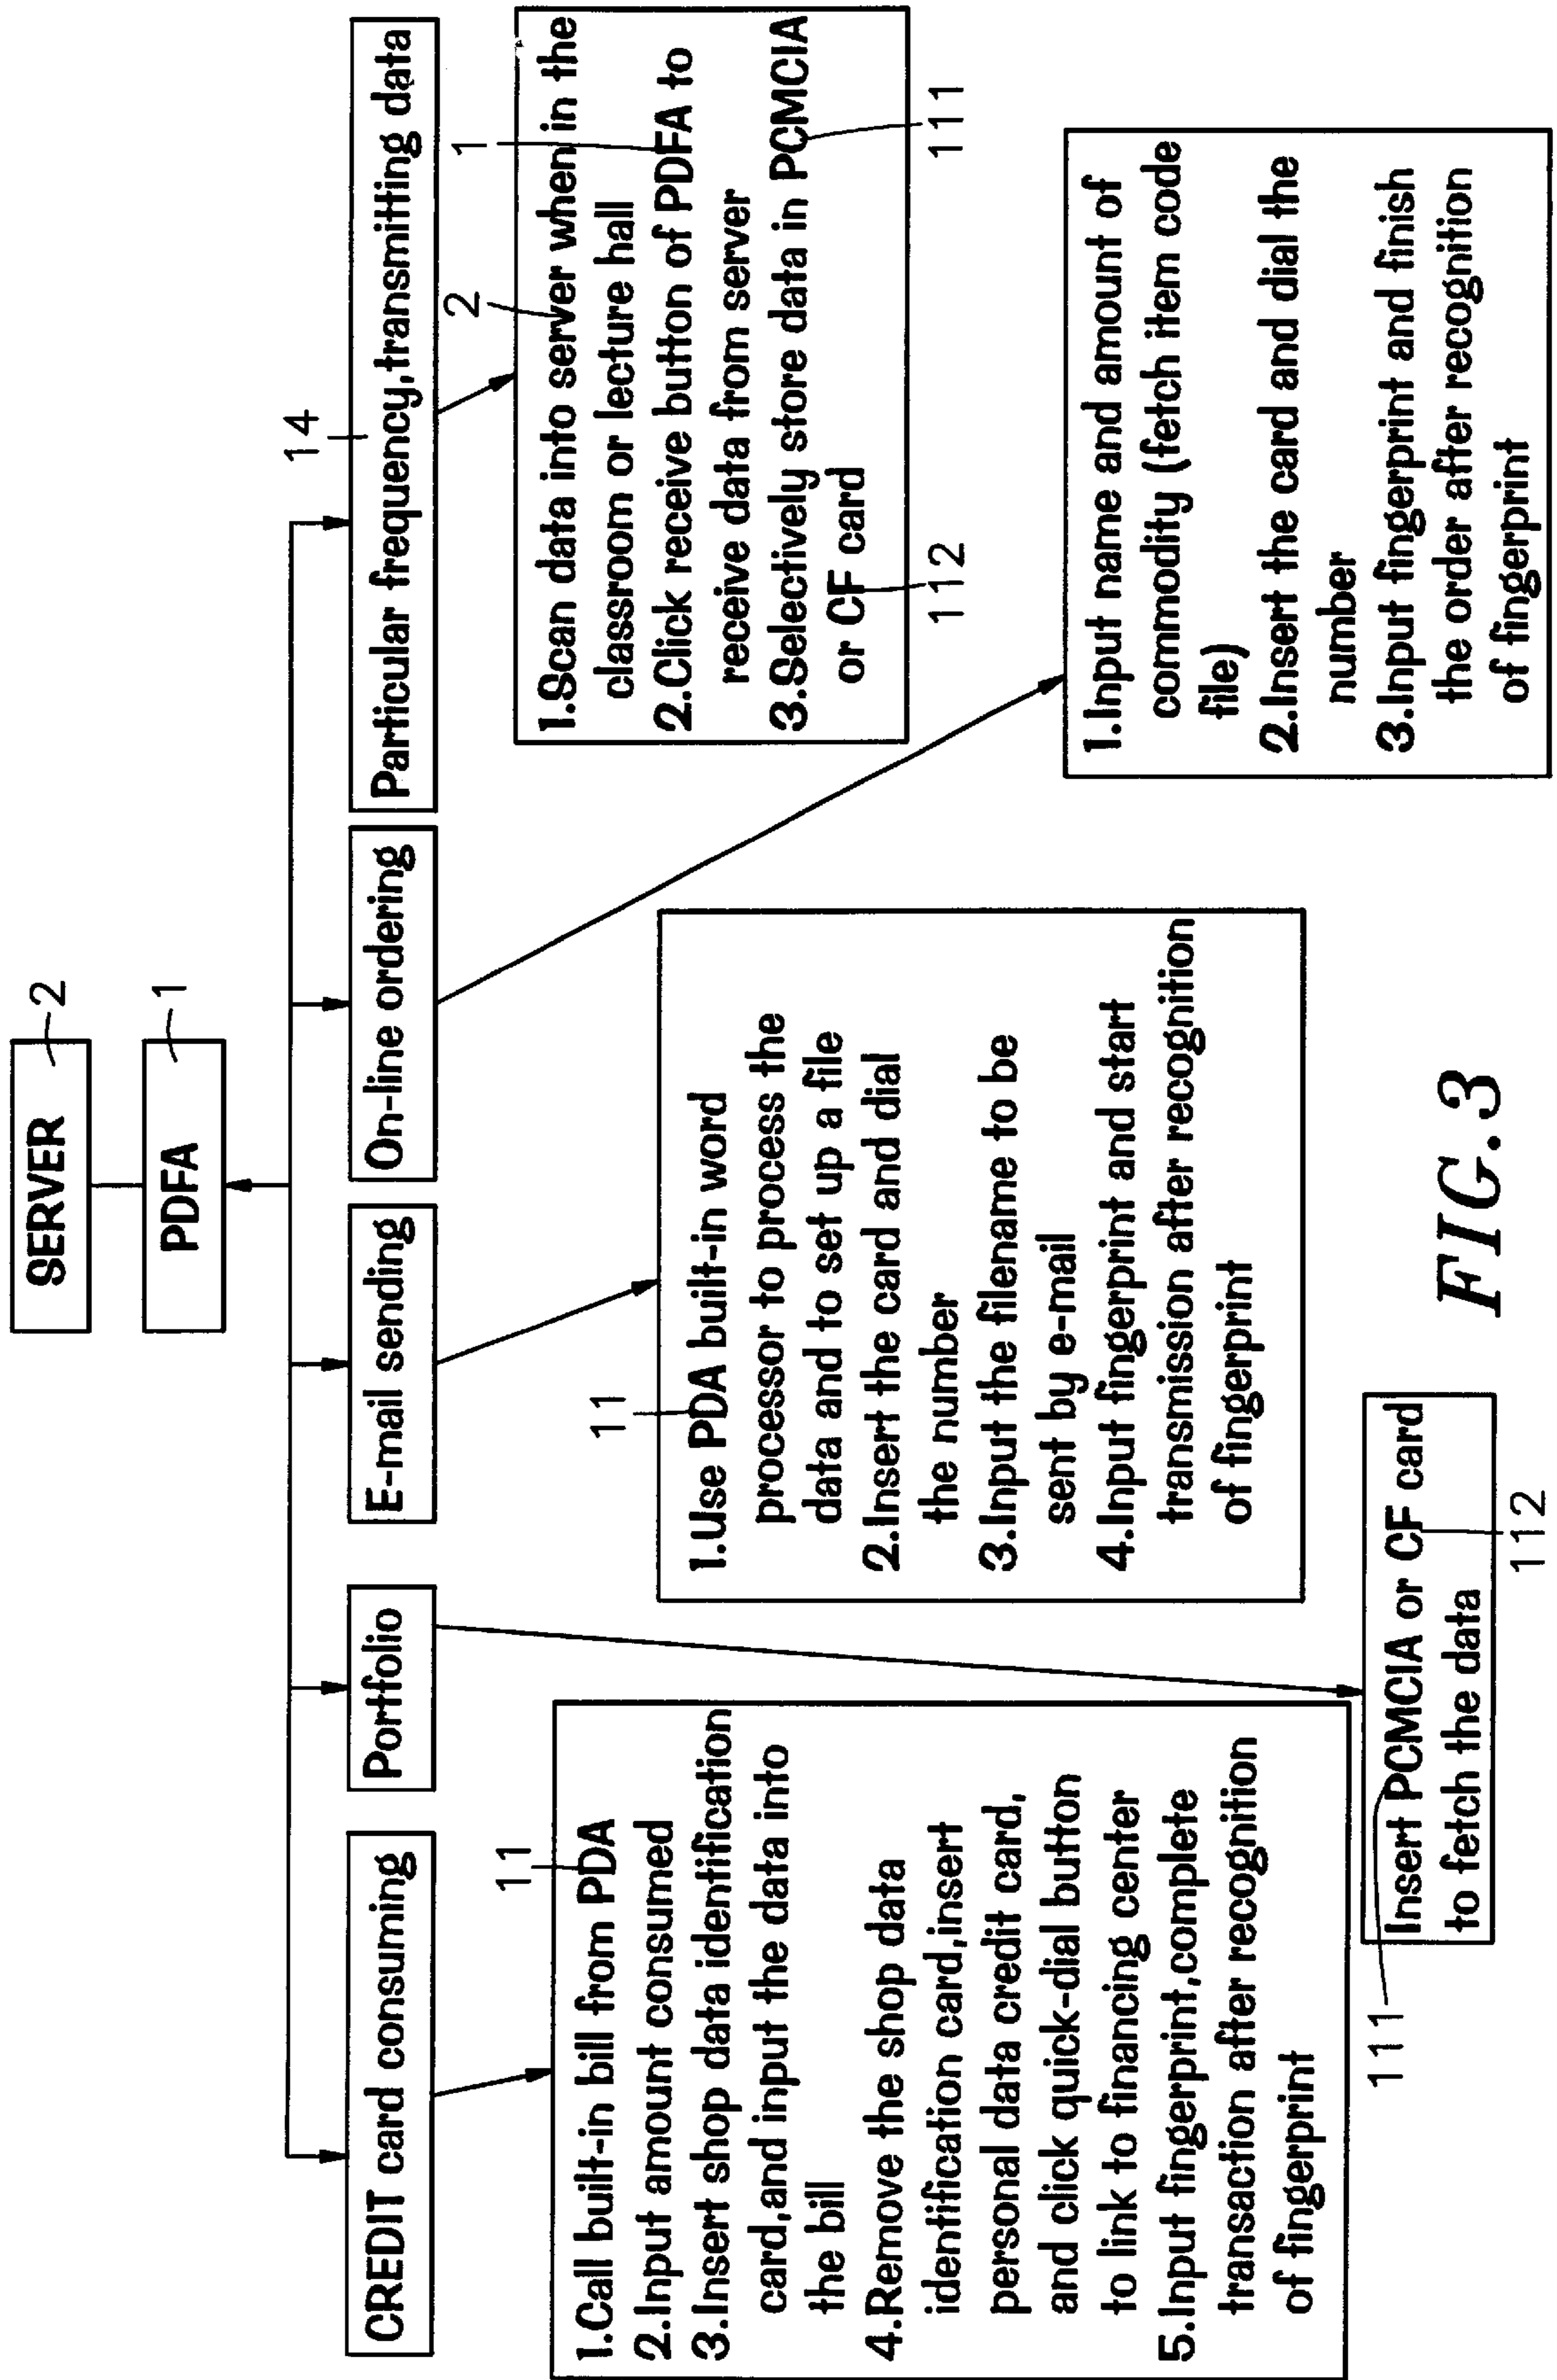 SERVER
2
PDFA
1
CREDIT card consuming
Portfolio
E-mail sending
On-line ordering
14
Particular frequency,transmitting data
11
1.Call built-in bill from PDA
2.Input amount consumed
3.Insert shop data identification
card,and input the data into
the bill
4.Remove the shop data
identification card,insert
personal data credit card,
and click quick-dial button
to link to financing center
5.Input fingerprint,complete
transaction after recognition
of fingerprint
111
Insert PCMCIA or CF card
to fetch the data
112
11
1.Use PDA built-in word
processor to process the
data and to set up a file
2.Insert the card and dial
the number
3.Input the filename to be
sent by e-mail
4.Input fingerprint and start
transmission after recognition
of fingerprint
2
1
1.Scan data into server when in the
classroom or lecture hall
2.Click receive button of PDFA to
receive data from server
3.Selectively store data in PCMCIA
or CF card
112
111
1.Input name and amount of
commodity (fetch item code
file)
2.Insert the card and dial the
number
3.Input fingerprint and finish
the order after recognition
of fingerprint
FIG.3